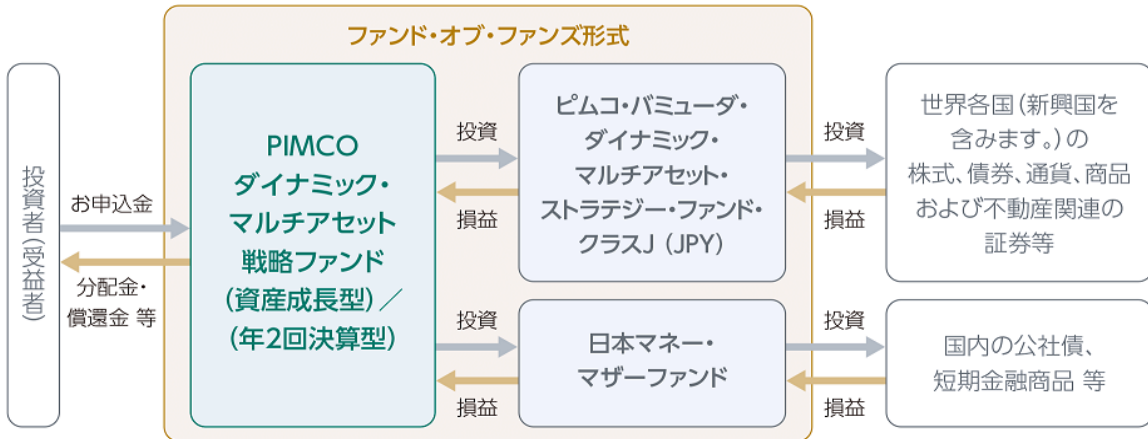 ファンド・オブ・ファンズ形式
投資者(受益者)
お申込金
分配金・
償還金 等
PIMCO
ダイナミック・
マルチアセット
戦略ファンド
(資産成長型)／
(年2回決算型)
投資
損益
投資
損益
ピムコ・バミューダ・
ダイナミック・
マルチアセット・
ストラテジー・ファンド・
クラスJ (JPY)
日本マネー・
マザーファンド
投資
損益
投資
損益
世界各国(新興国を
含みます。)の
株式、債券、通貨、商品
および不動産関連の
証券等
国内の公社債、
短期金融商品 等